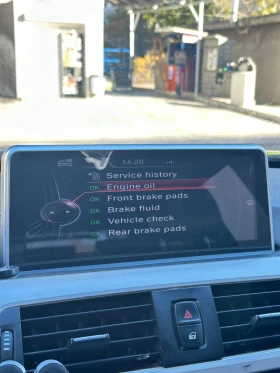 14:28
Service history
OK Engine oil
OK Front brake pads
OK Brake fluid
OK Vehicle check
OK Rear brake pads